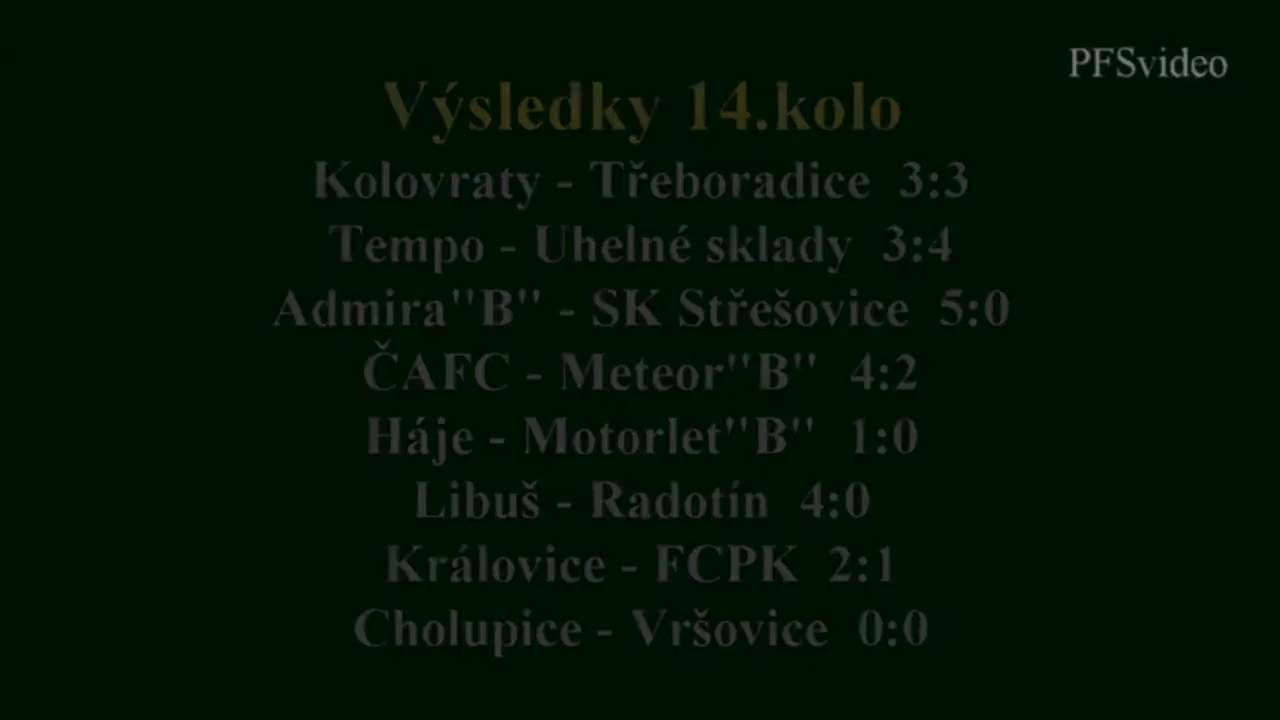 PFSvideo
Výsledky 14.kolo
Kolovraty - Třeboradice 3:3
Tempo - Uhelné sklady 3:4
Admira"B" - SK Střešovice 5:0
ČAFC - Meteor"B" 4:2
Háje - Motorlet"B" 1:0
Libuš - Radotín 4:0
Královice - FCPK 2:1
Cholupice - Vršovice 0:0